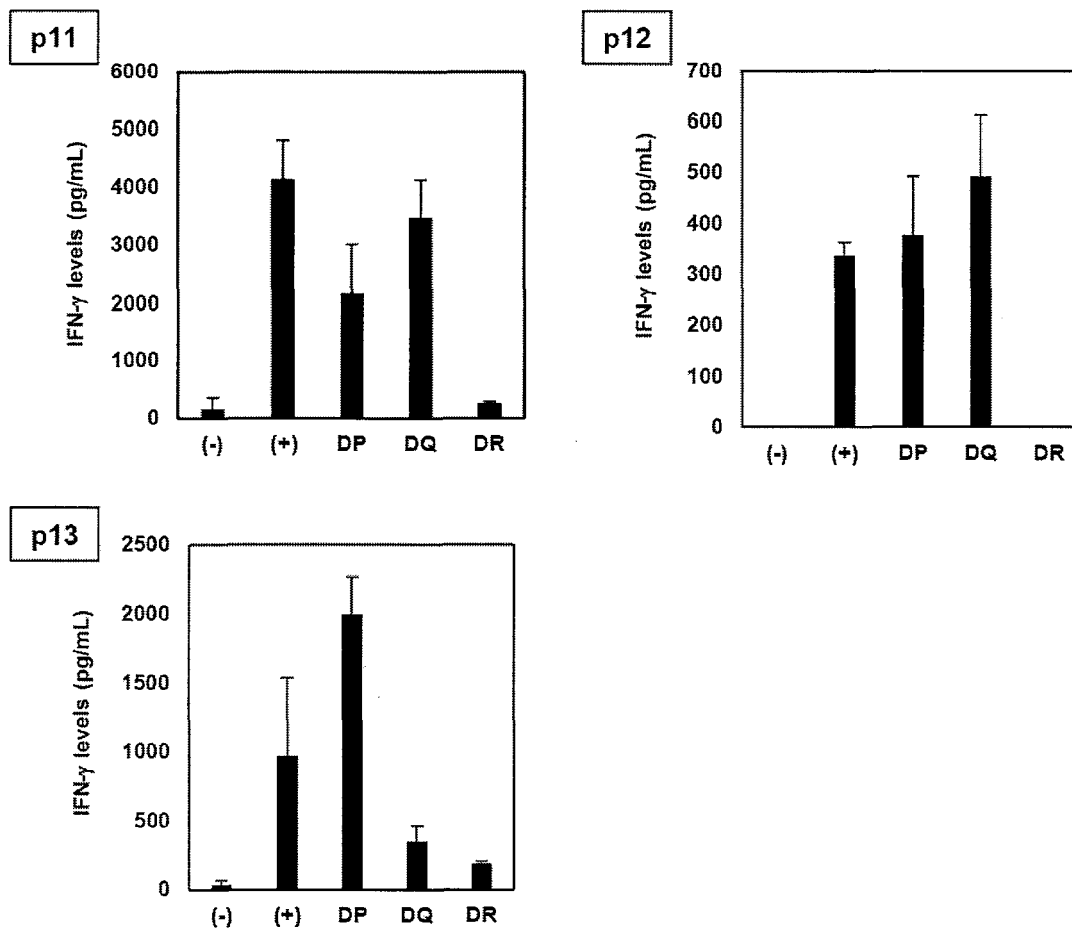 p11
IFN-γ levels (pg/mL)
6000
5000
4000
3000
2000
1000
0
(-) (+) DP DQ DR
p12
IFN-γ levels (pg/mL)
700
600
500
400
300
200
100
0
(-) (+) DP DQ DR
p13
IFN-γ levels (pg/mL)
2500
2000
1500
1000
500
0
(-) (+) DP DQ DR